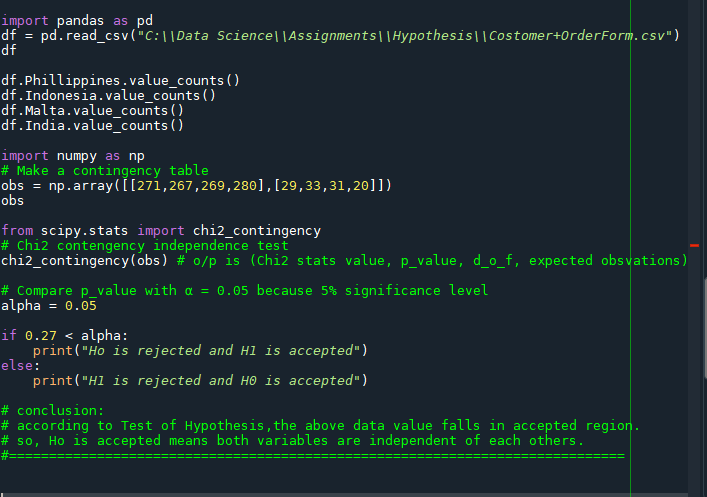 import pandas as pd
df = pd.read_csv("C:\\Data Science\\Assignments\\Hypothesis\\Costomer+OrderForm.csv")
df
df.Phillippines.value_counts()
df.Indonesia.value_counts()
df.Malta.value_counts()
df.India.value_counts()
import numpy as np
# Make a contingency table
obs = np.array([[271,267,269,280],[29,33,31,20]])
obs
from scipy.stats import chi2_contingency
# Chi2 contengency independence test
chi2_contingency(obs) # o/p is (Chi2 stats value, p_value, d_o_f, expected obsvations)
# Compare p_value with α = 0.05 because 5% significance level
alpha = 0.05
if 0.27 < alpha:
    print("Ho is rejected and H1 is accepted")
else:
    print("H1 is rejected and H0 is accepted")
# conclusion:
# according to Test of Hypothesis,the above data value falls in accepted region.
# so, Ho is accepted means both variables are independent of each others.
#=============================================================================